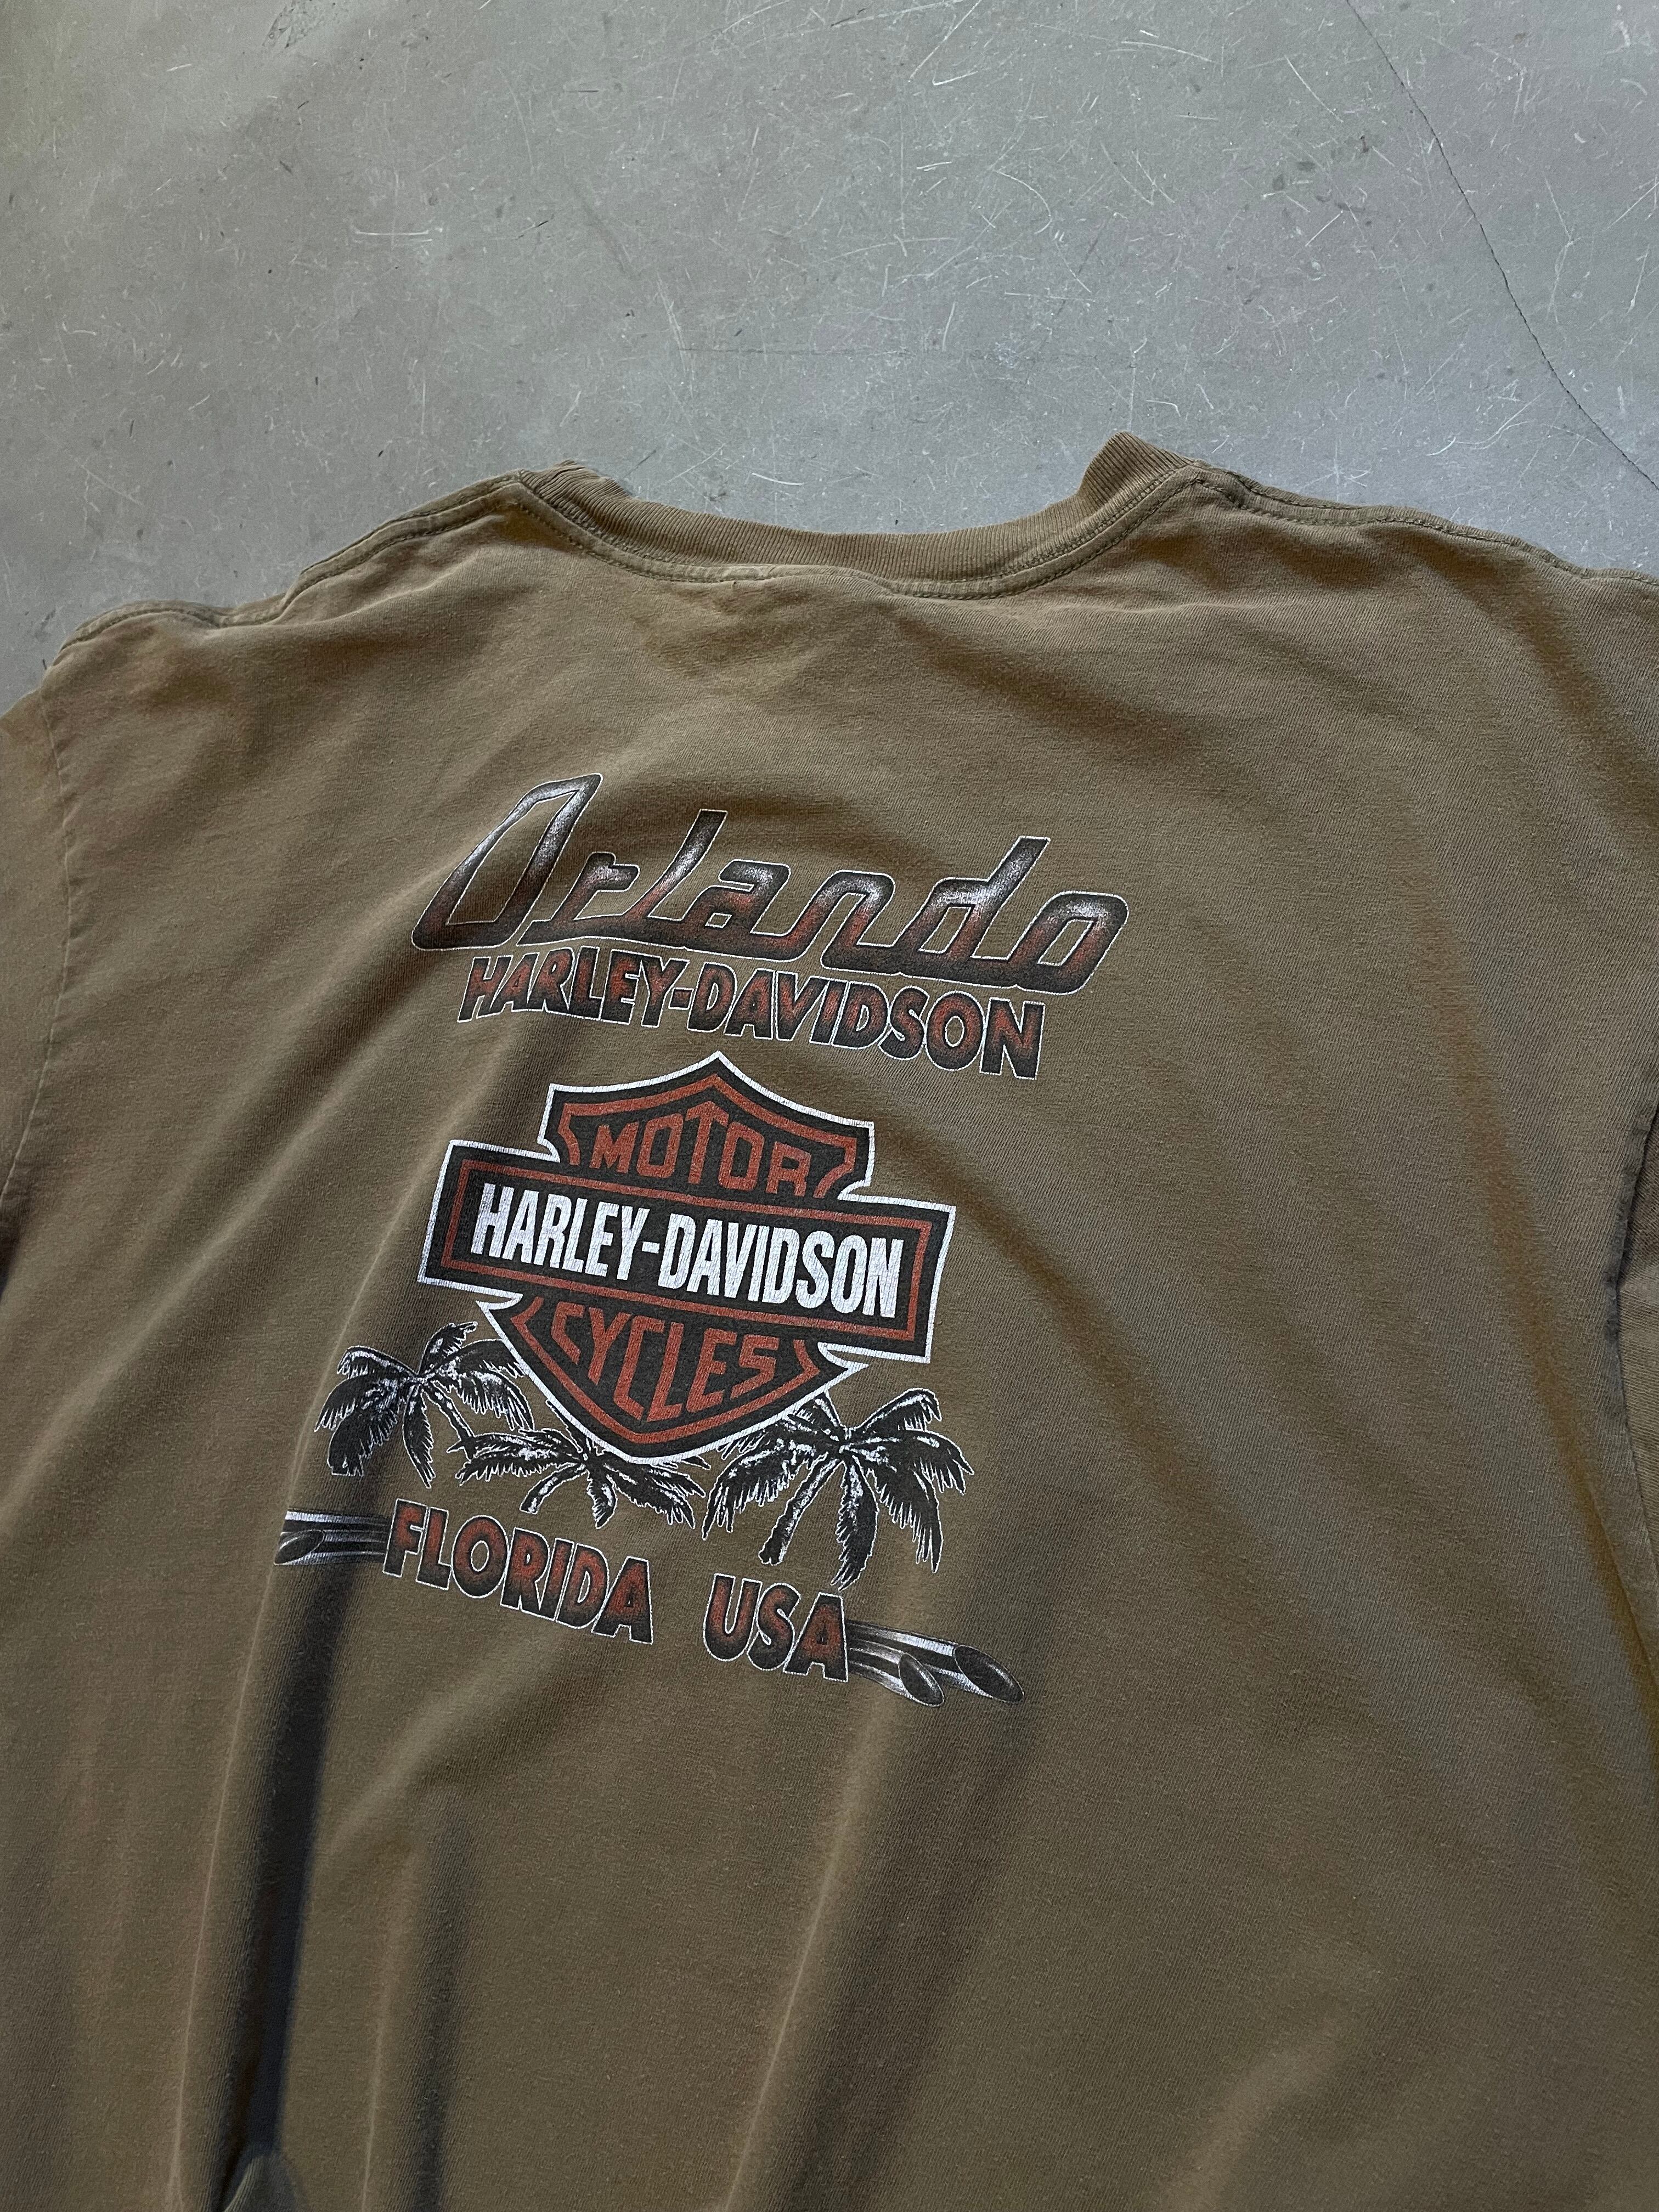 Orlando
HARLEY-DAVIDSON
MOTOR
HARLEY-DAVIDSON
CYCLES
FLORIDA USA